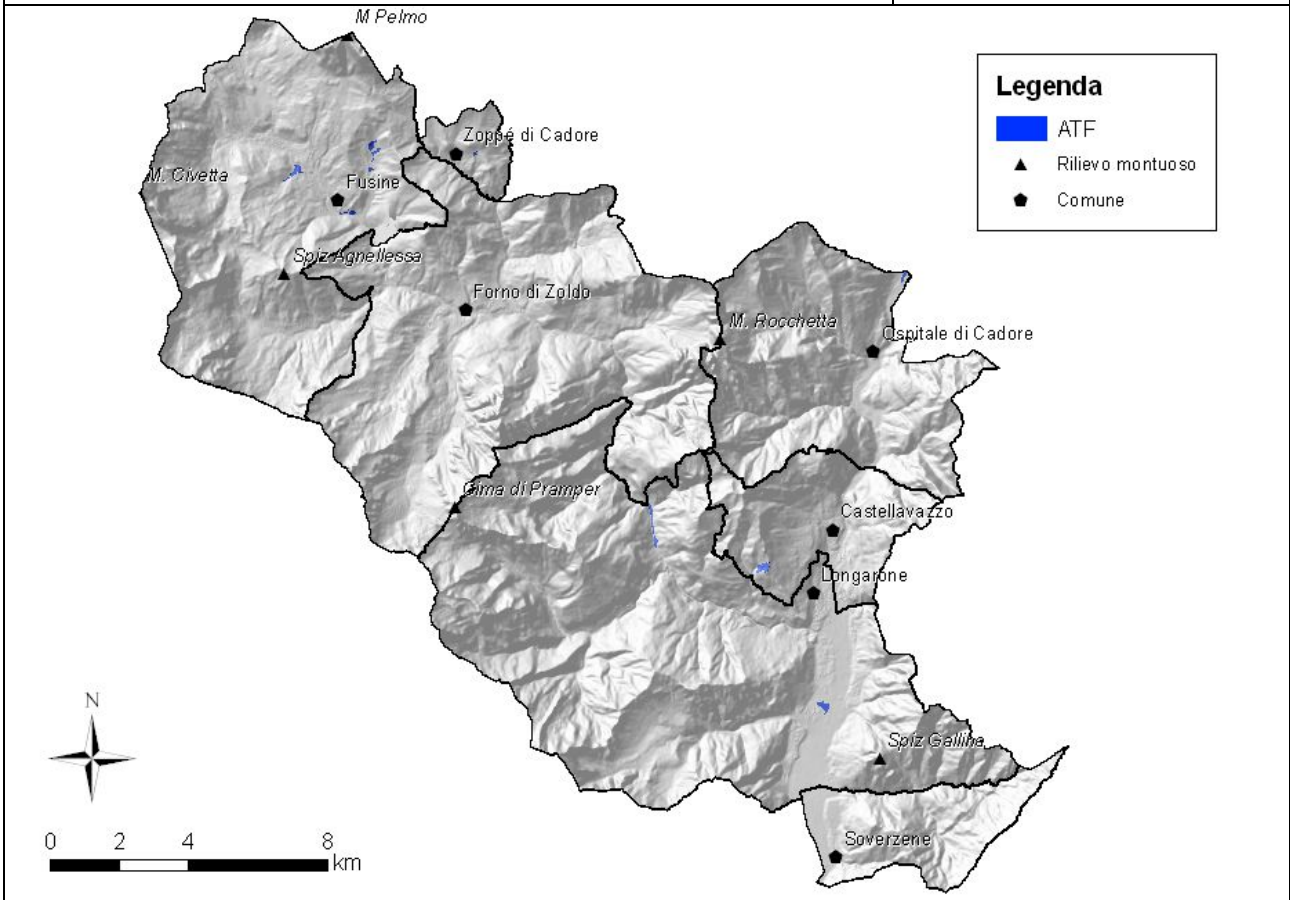 M Pelmo
Legenda
ATF
Rilievo montuoso
Comune
Zoppé di Cadore
M. Civetta
Fusine
Spiz Agnellessa
Forno di Zoldo
M. Rocchetta
Ospitale di Cadore
Cima di Pramper
Castellavazzo
Longarone
N
Spiz Gallina
0 2 4 8
km
Soverzene